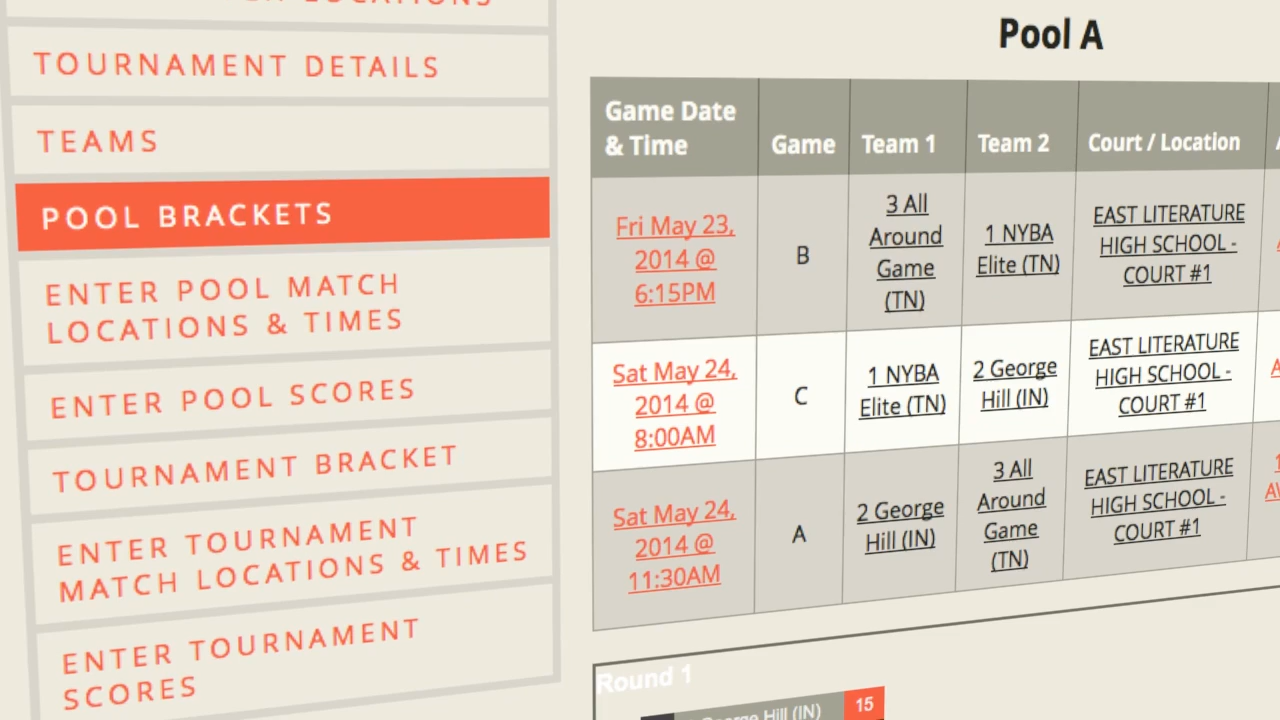 TOURNAMENT DETAILS
TEAMS
POOL BRACKETS
ENTER POOL MATCH
LOCATIONS & TIMES
ENTER POOL SCORES
TOURNAMENT BRACKET
ENTER TOURNAMENT
MATCH LOCATIONS & TIMES
ENTER TOURNAMENT
SCORES
Pool A
Game Date
& Time
Game
Team 1
Team 2
Court / Location
Fri May 23,
2014 @
6:15PM
B
3 All
Around
Game
(TN)
1 NYBA
Elite (TN)
EAST LITERATURE
HIGH SCHOOL -
COURT #1
Sat May 24,
2014 @
8:00AM
C
1 NYBA
Elite (TN)
2 George
Hill (IN)
EAST LITERATURE
HIGH SCHOOL -
COURT #1
Sat May 24,
2014 @
11:30AM
A
2 George
Hill (IN)
3 All
Around
Game
(TN)
EAST LITERATURE
HIGH SCHOOL -
COURT #1
Round 1
George Hill (IN)
15